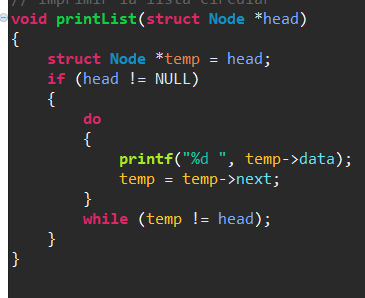 // imprimir la lista circular
void printList(struct Node *head)
{
    struct Node *temp = head;
    if (head != NULL)
    {
        do
        {
            printf("%d ", temp->data);
            temp = temp->next;
        }
        while (temp != head);
    }
}